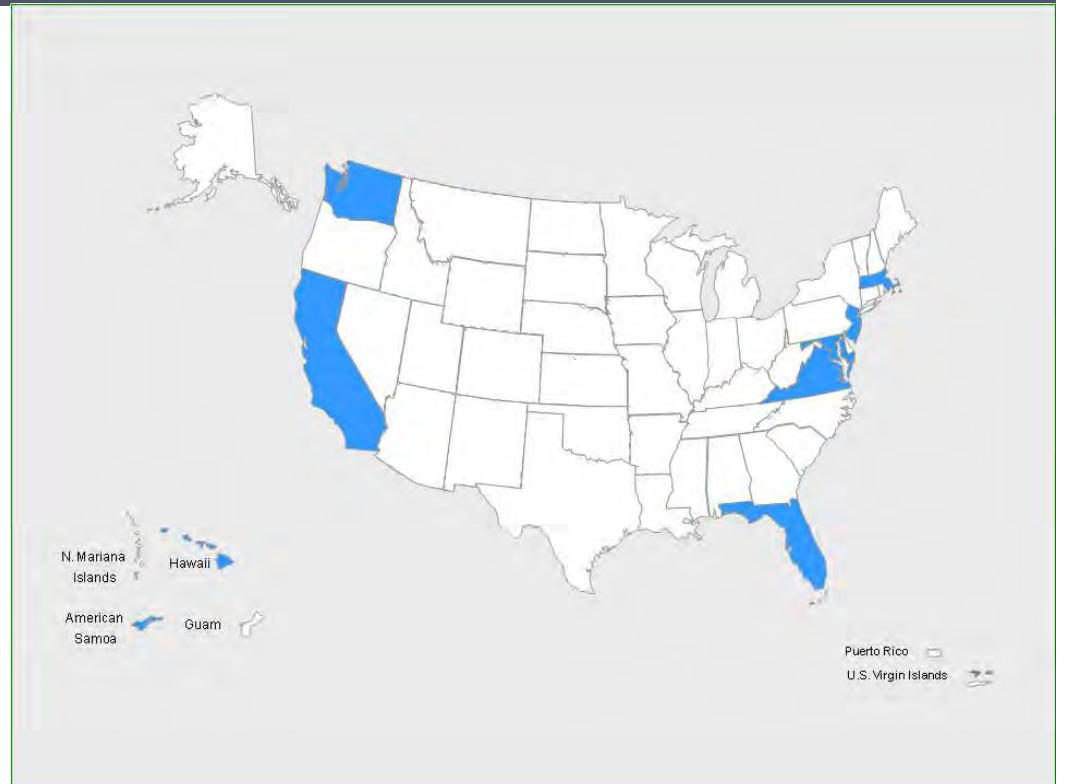 N. Mariana
Islands
Hawaii
American
Samoa
Guam
Puerto Rico
U.S. Virgin Islands